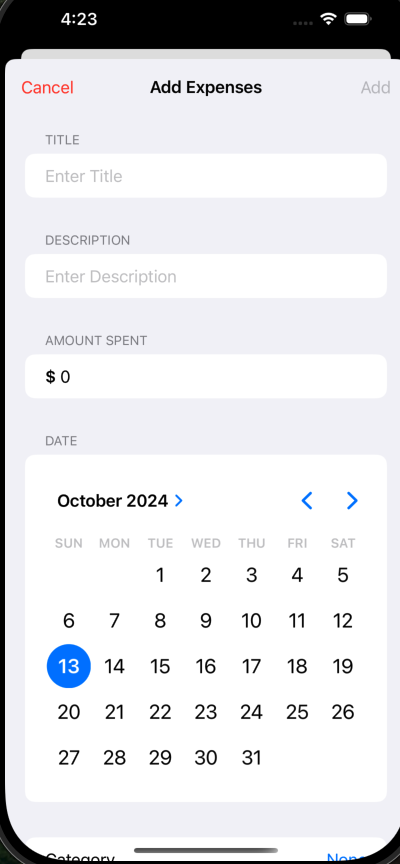 4:23
Cancel Add Expenses Add
TITLE
Enter Title
DESCRIPTION
Enter Description
AMOUNT SPENT
$ 0
DATE
October 2024
SUN MON TUE WED THU FRI SAT
1 2 3 4 5
6 7 8 9 10 11 12
13 14 15 16 17 18 19
20 21 22 23 24 25 26
27 28 29 30 31
Category None